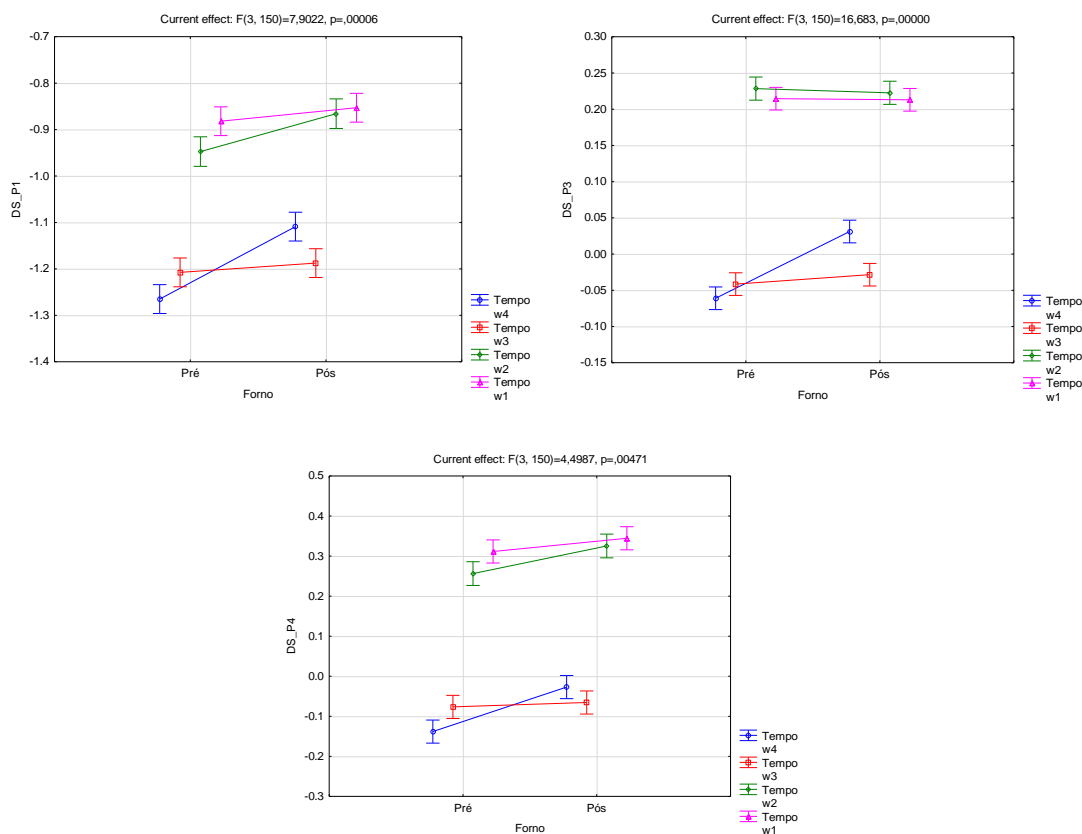 Current effect: F(3, 150)=7,9022, p=,00006
-0.7
-0.8
-0.9
-1.0
-1.1
-1.2
-1.3
-1.4
DS_P1
Pré
Pós
Forno
Tempo
w4
Tempo
w3
Tempo
w2
Tempo
w1
Current effect: F(3, 150)=16,683, p=,00000
0.30
0.25
0.20
0.15
0.10
0.05
0.00
-0.05
-0.10
-0.15
DS_P3
Pré
Pós
Forno
Tempo
w4
Tempo
w3
Tempo
w2
Tempo
w1
Current effect: F(3, 150)=4,4987, p=,00471
0.5
0.4
0.3
0.2
0.1
0.0
-0.1
-0.2
-0.3
DS_P4
Pré
Pós
Forno
Tempo
w4
Tempo
w3
Tempo
w2
Tempo
w1